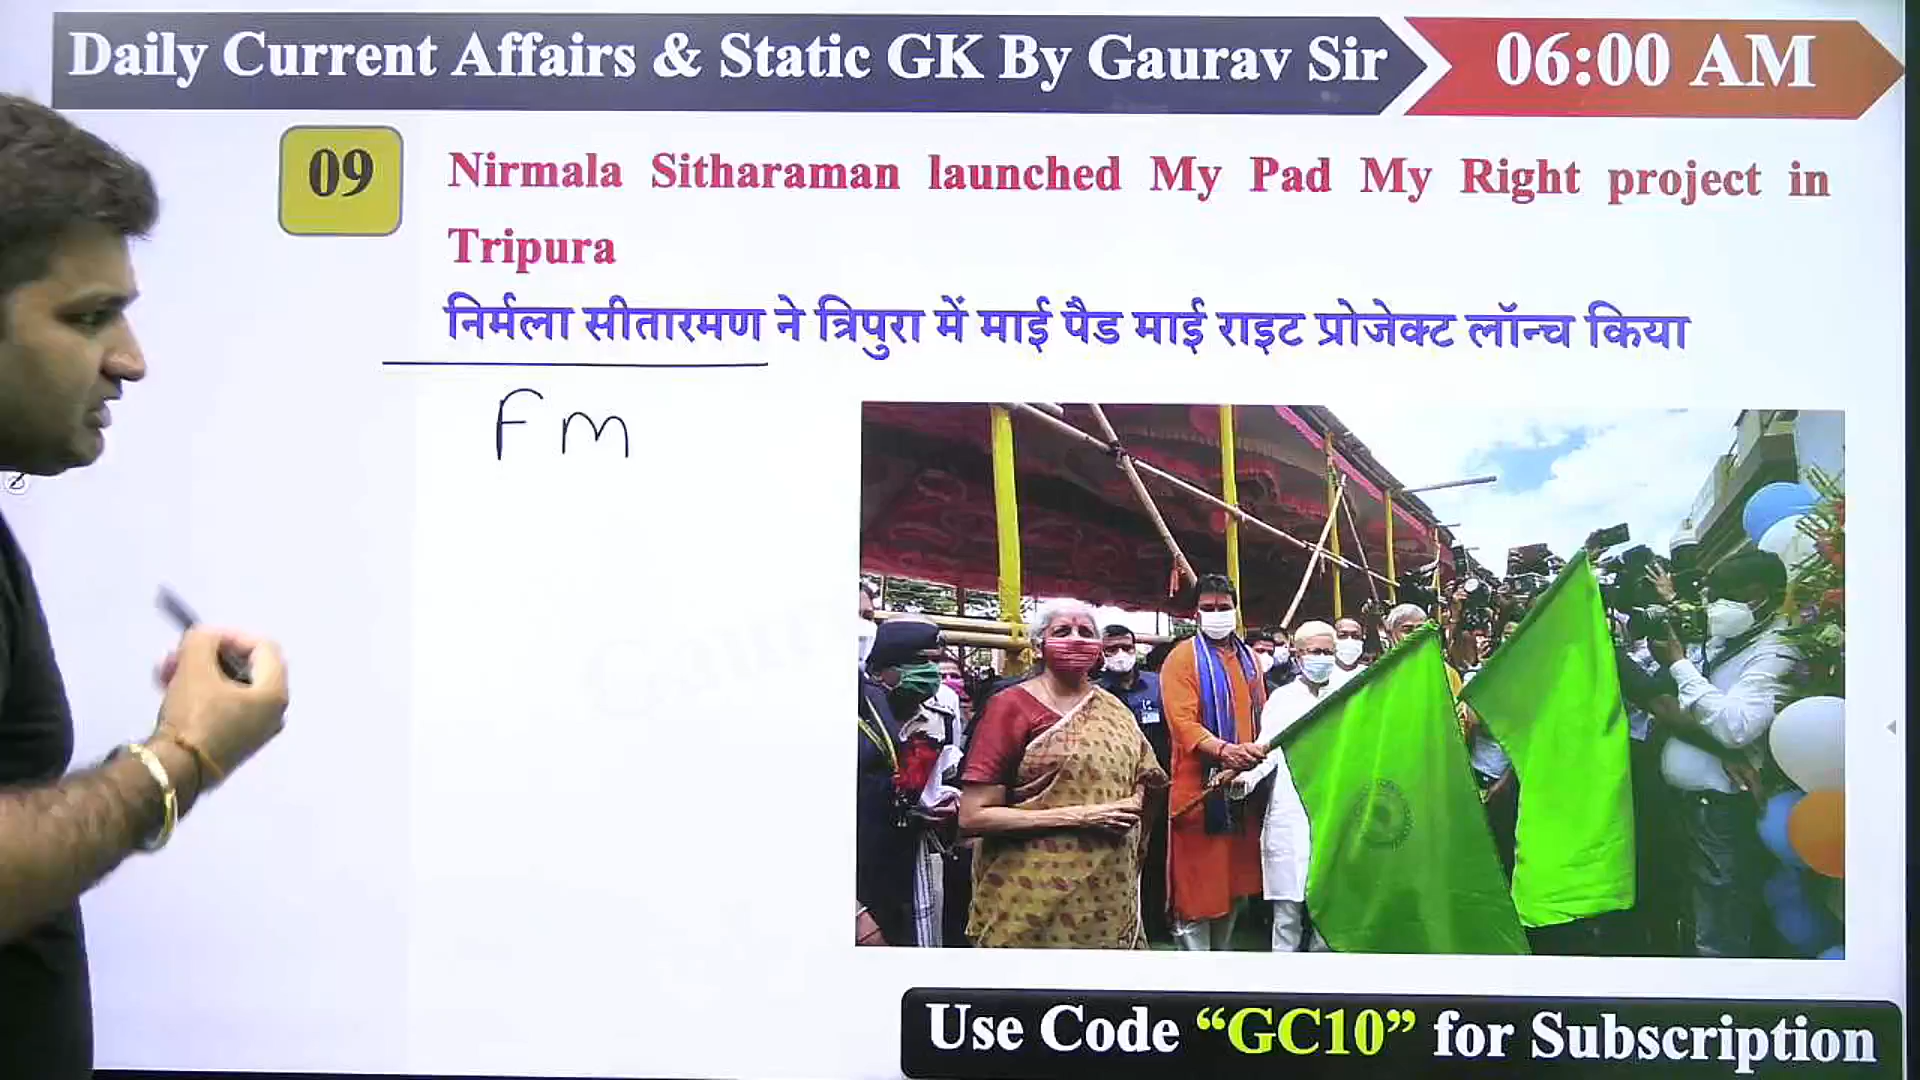 Daily Current Affairs & Static GK By Gaurav Sir
06:00 AM
09
Nirmala Sitharaman launched My Pad My Right project in
Tripura
निर्मला सीतारमण ने त्रिपुरा में माई पैड माई राइट प्रोजेक्ट लॉन्च किया
FM
Use Code “GC10” for Subscription